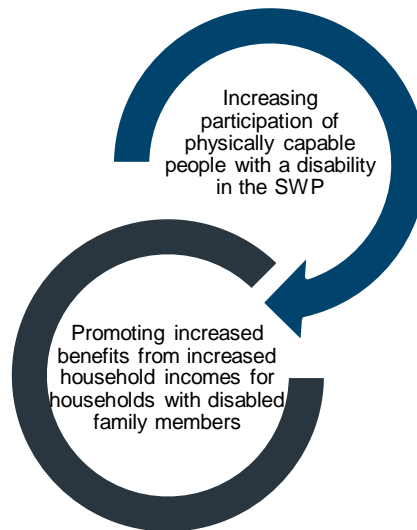 Increasing
participation of
physically capable
people with a disability
in the SWP
Promoting increased
benefits from increased
household incomes for
households with disabled
family members